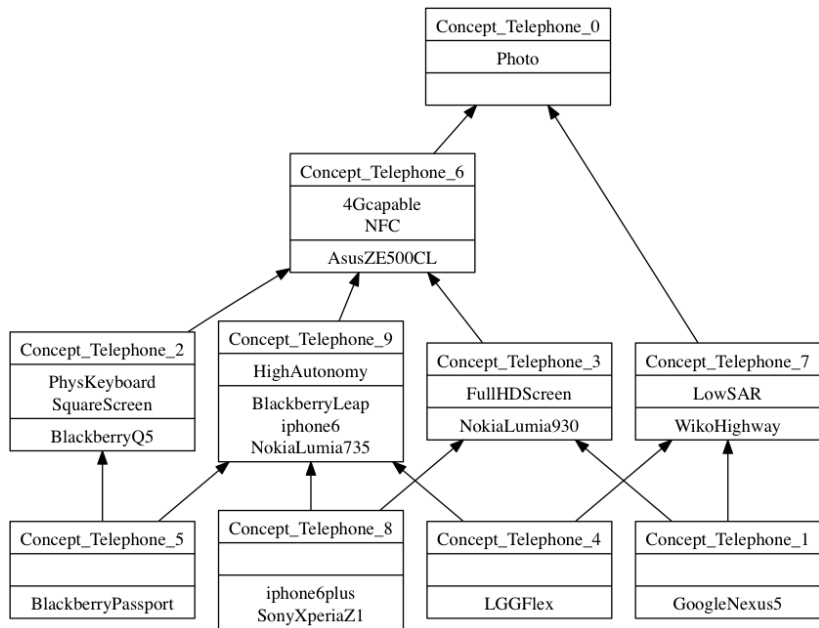 Concept_Telephone_0
Photo
Concept_Telephone_6
4Gcapable
NFC
AsusZE500CL
Concept_Telephone_2
PhysKeyboard
SquareScreen
BlackberryQ5
Concept_Telephone_9
HighAutonomy
BlackberryLeap
iphone6
NokiaLumia735
Concept_Telephone_3
FullHDScreen
NokiaLumia930
Concept_Telephone_7
LowSAR
WikoHighway
Concept_Telephone_5
BlackberryPassport
Concept_Telephone_8
iphone6plus
SonyXperiaZ1
Concept_Telephone_4
LGGFlex
Concept_Telephone_1
GoogleNexus5